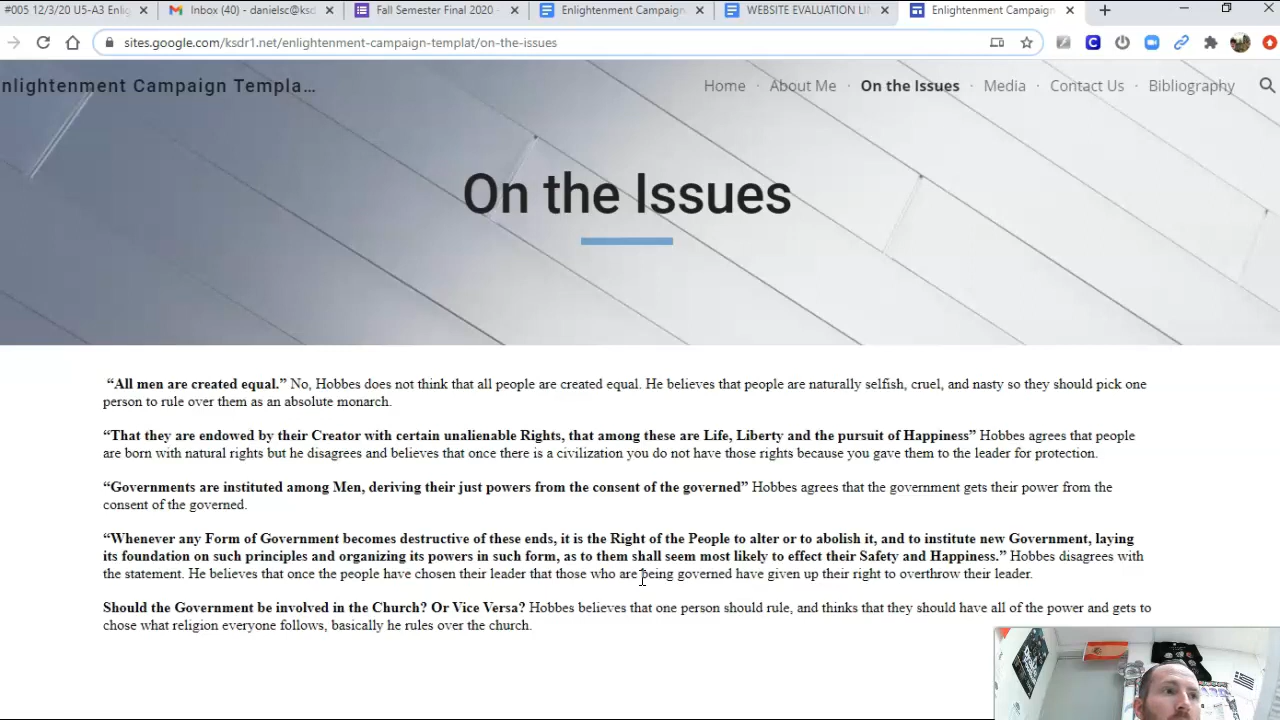 #005 12/3/20 U5-A3 Enlig
Inbox (40) - danielsc@ksd
Fall Semester Final 2020 -
Enlightenment Campaign
WEBSITE EVALUATION LIN
Enlightenment Campaign
sites.google.com/ksdr1.net/enlightenment-campaign-templat/on-the-issues
nlightenment Campaign Templa...
Home · About Me · On the Issues · Media · Contact Us · Bibliography
On the Issues
“All men are created equal.” No, Hobbes does not think that all people are created equal. He believes that people are naturally selfish, cruel, and nasty so they should pick one
person to rule over them as an absolute monarch.
“That they are endowed by their Creator with certain unalienable Rights, that among these are Life, Liberty and the pursuit of Happiness” Hobbes agrees that people
are born with natural rights but he disagrees and believes that once there is a civilization you do not have those rights because you gave them to the leader for protection.
“Governments are instituted among Men, deriving their just powers from the consent of the governed” Hobbes agrees that the government gets their power from the
consent of the governed.
“Whenever any Form of Government becomes destructive of these ends, it is the Right of the People to alter or to abolish it, and to institute new Government, laying
its foundation on such principles and organizing its powers in such form, as to them shall seem most likely to effect their Safety and Happiness.” Hobbes disagrees with
the statement. He believes that once the people have chosen their leader that those who are being governed have given up their right to overthrow their leader.
Should the Government be involved in the Church? Or Vice Versa? Hobbes believes that one person should rule, and thinks that they should have all of the power and gets to
chose what religion everyone follows, basically he rules over the church.